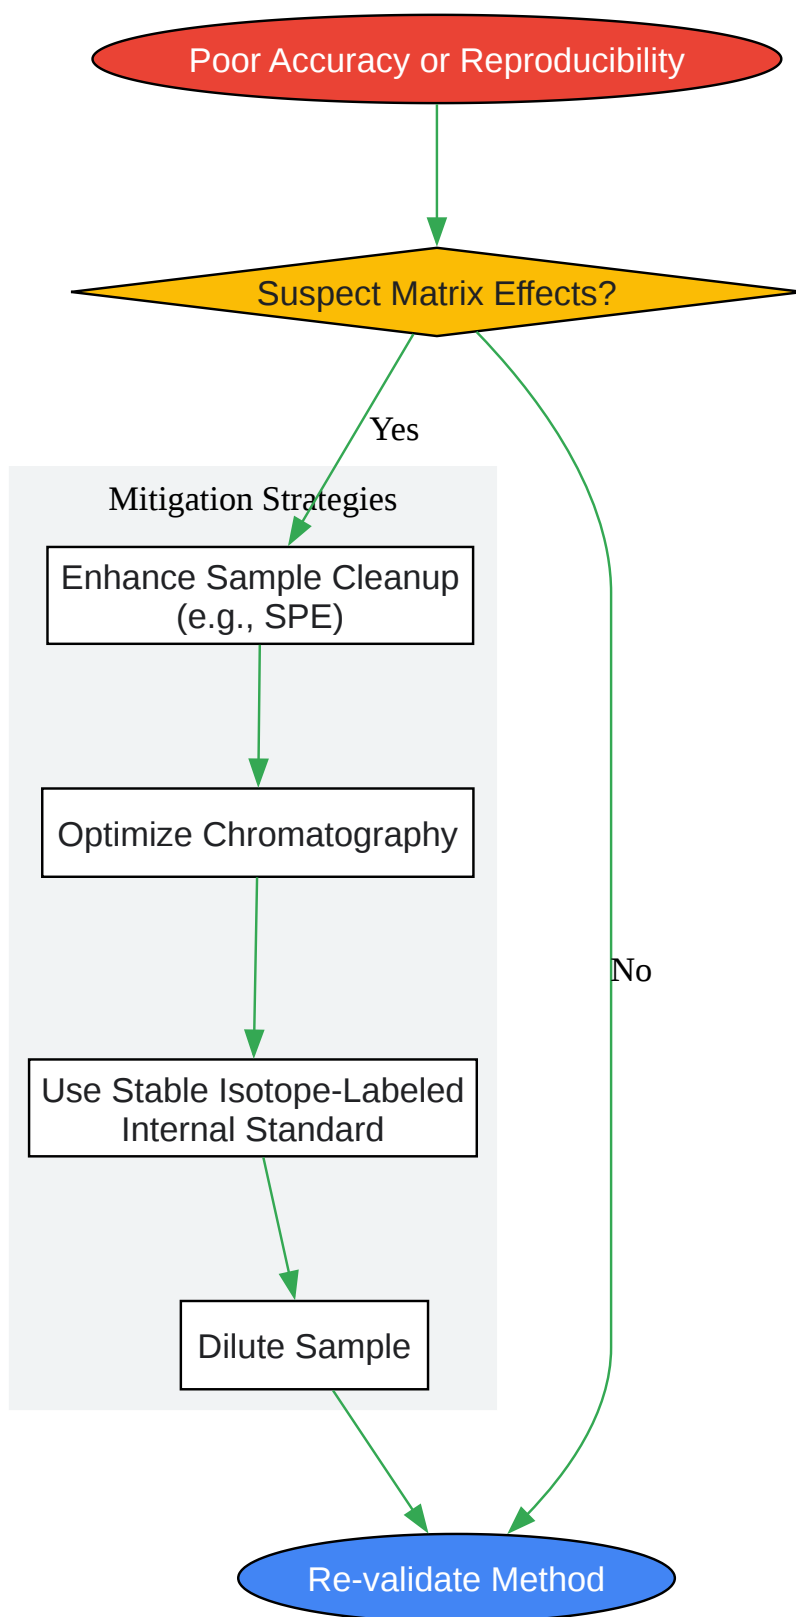 Poor Accuracy or Reproducibility
Suspect Matrix Effects?
Yes
Mitigation Strategies
Enhance Sample Cleanup
(e.g., SPE)
Optimize Chromatography
No
Use Stable Isotope-Labeled
Internal Standard
Dilute Sample
Re-validate Method